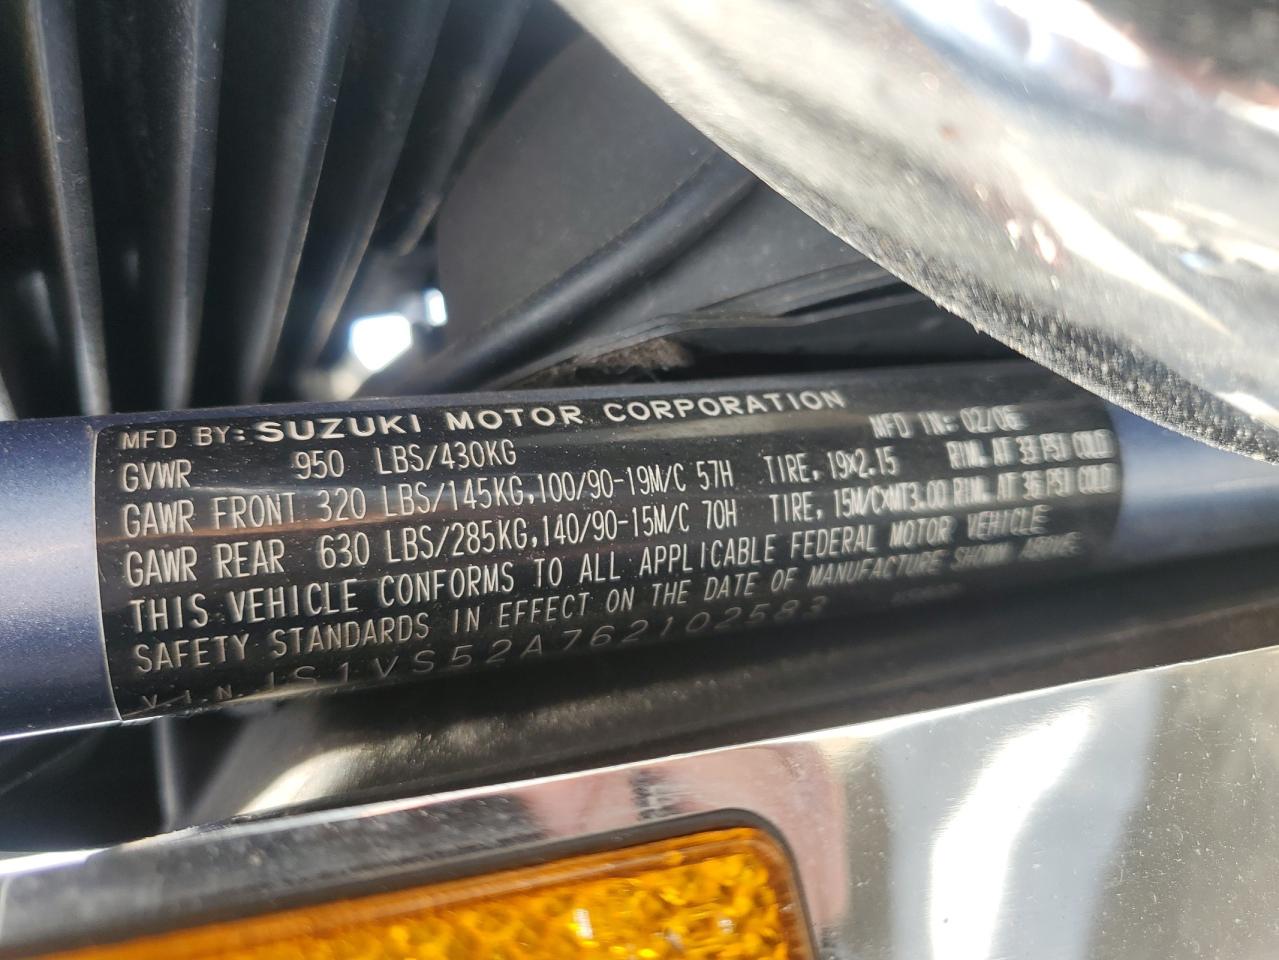 MFD BY: SUZUKI MOTOR CORPORATION MFD IN: 02/06
GVWR 950 LBS/430KG
GAWR FRONT 320 LBS/145KG, 100/90-19M/C 57H TIRE, 19X2.15 RIM, AT 33 PSI COLD
GAWR REAR 630 LBS/285KG, 140/90-15M/C 70H TIRE, 15M/CXMT3.00 RIM, AT 36 PSI COLD
THIS VEHICLE CONFORMS TO ALL APPLICABLE FEDERAL MOTOR VEHICLE
SAFETY STANDARDS IN EFFECT ON THE DATE OF MANUFACTURE SHOWN ABOVE.
VIN JS1VS52A762102583